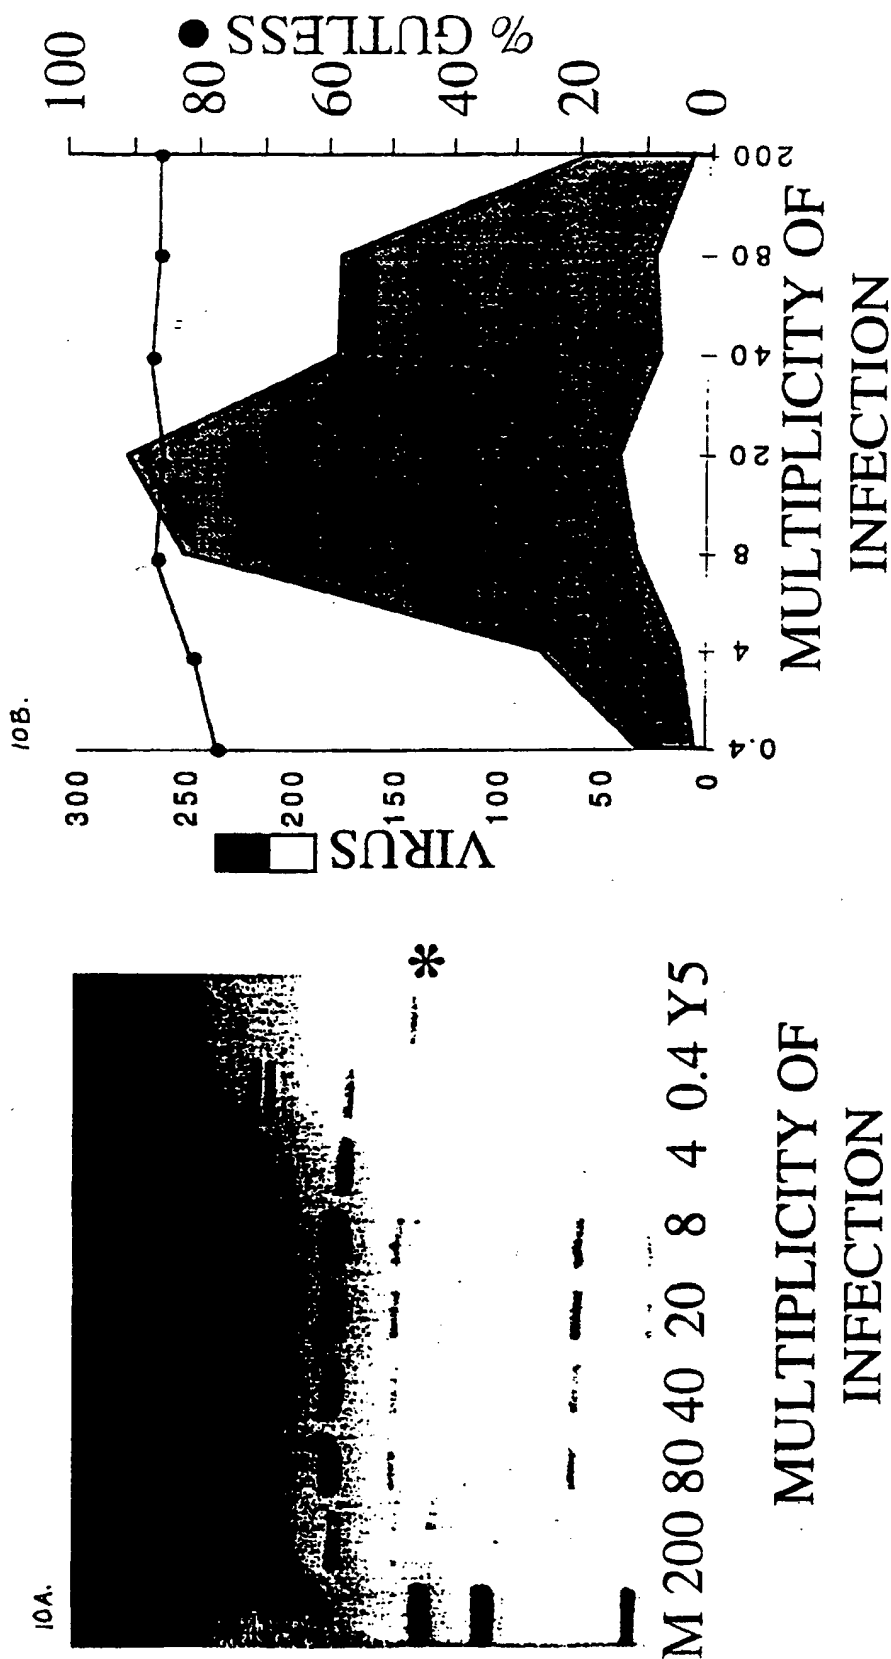 10A.
*
M 200 80 40 20 8 4 0.4 Y5
MULTIPLICITY OF
INFECTION
10B.
VIRUS
300
250
200
150
100
50
0
0.4
4
8
20
40
80
200
% GUTLESS
100
80
60
40
20
0
MULTIPLICITY OF
INFECTION